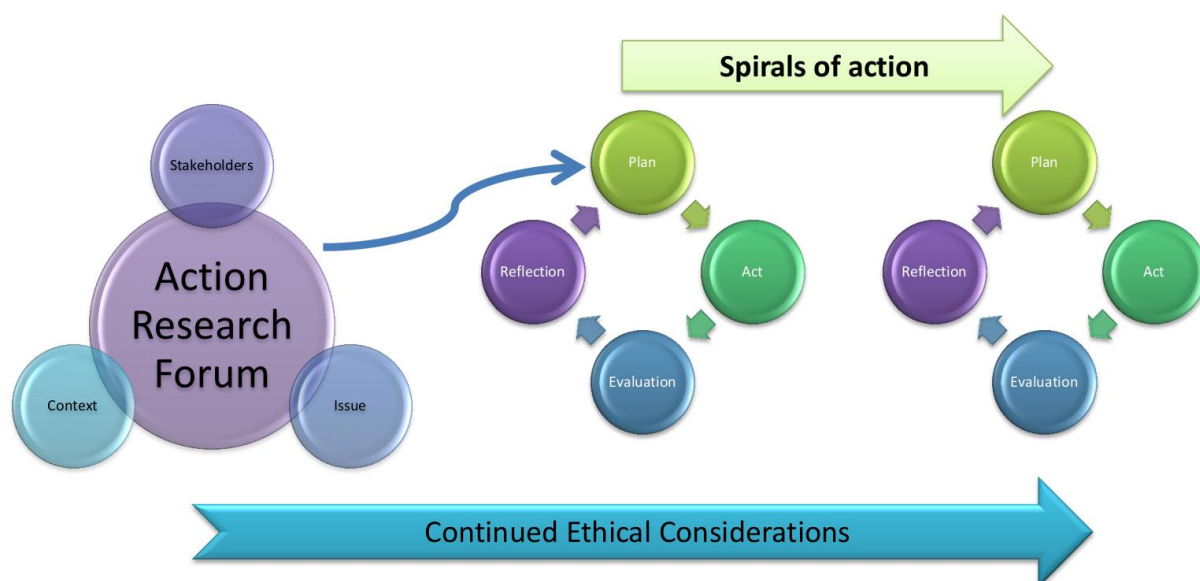 Spirals of action
Stakeholders
Action
Research
Forum
Context
Issue
Plan
Act
Evaluation
Reflection
Plan
Act
Evaluation
Reflection
Continued Ethical Considerations